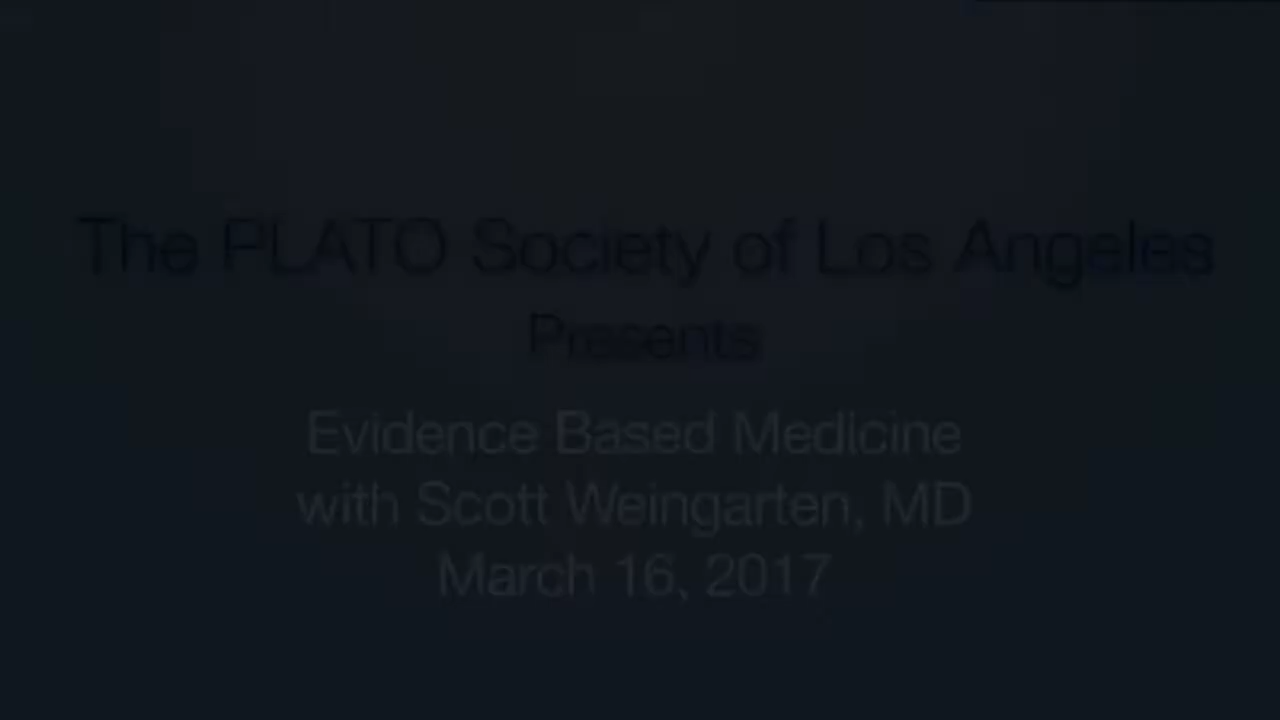 The PLATO Society of Los Angeles
Presents
Evidence Based Medicine
with Scott Weingarten, MD
March 16, 2017